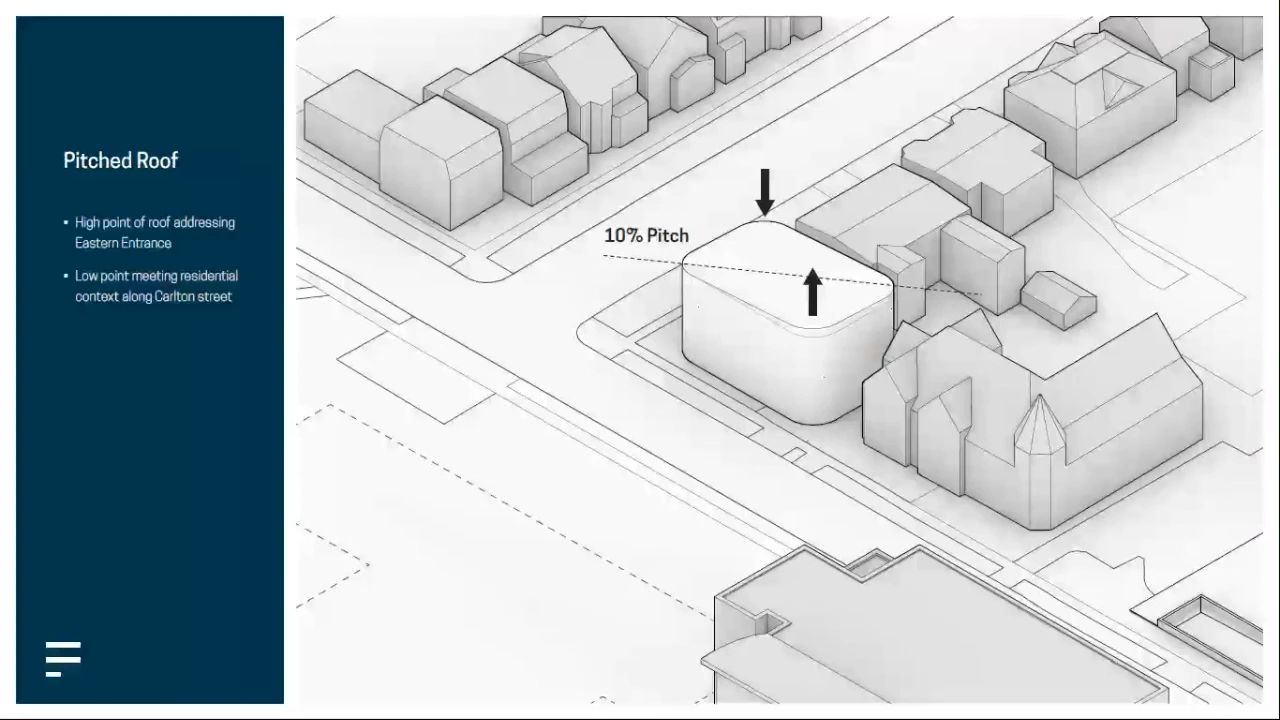 Pitched Roof
▪ High point of roof addressing
Eastern Entrance
▪ Low point meeting residential
context along Carlton street
10% Pitch